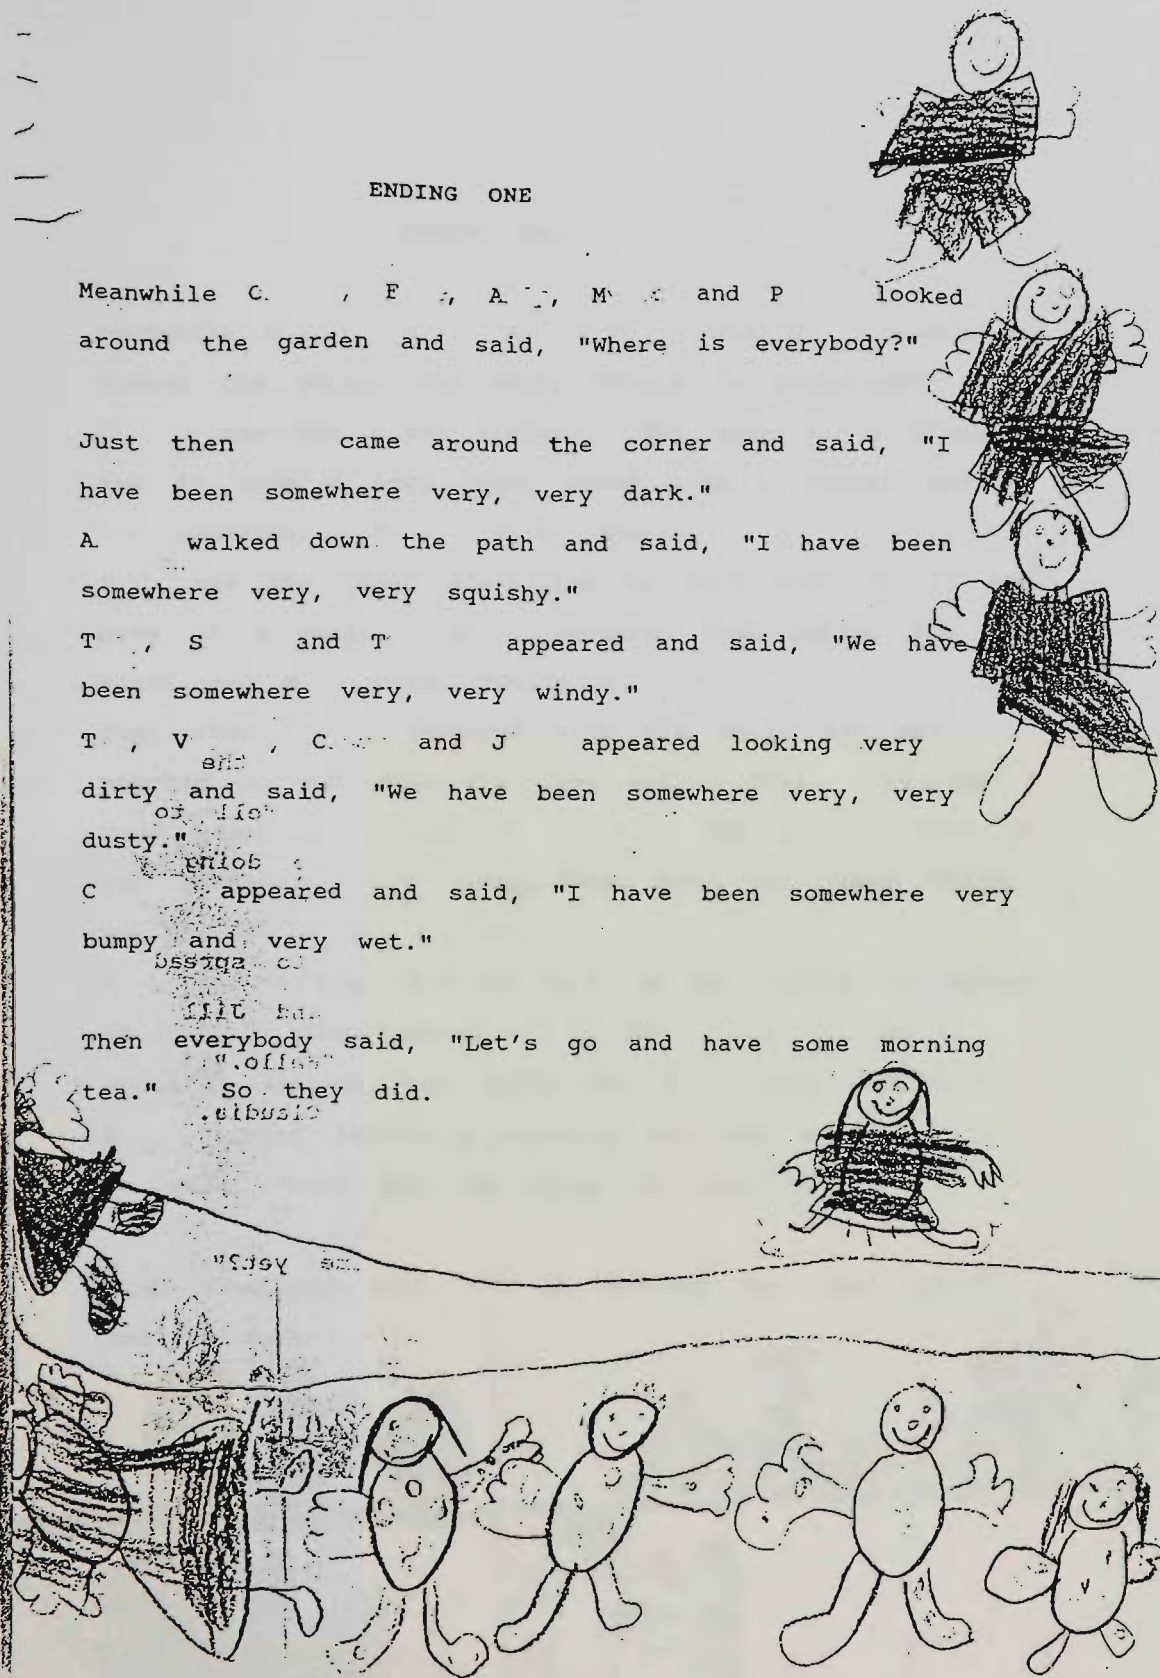 ENDING ONE
Meanwhile C. , F , A , M and P looked
around the garden and said, "Where is everybody?"
Just then came around the corner and said, "I
have been somewhere very, very dark."
A walked down the path and said, "I have been
somewhere very, very squishy."
T , S and T appeared and said, "We have
been somewhere very, very windy."
T , V , C. and J appeared looking very
dirty and said, "We have been somewhere very, very
dusty."
C appeared and said, "I have been somewhere very
bumpy and very wet."
Then everybody said, "Let's go and have some morning
tea." So they did.